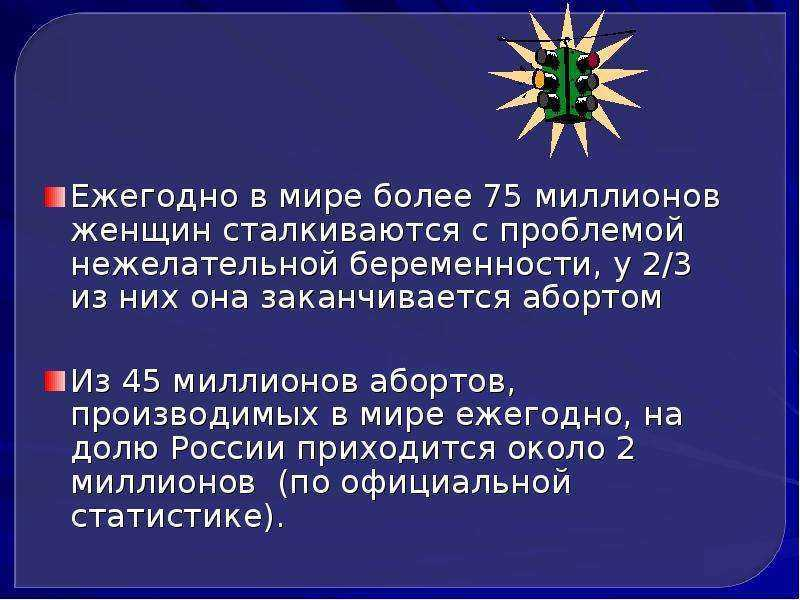 Ежегодно в мире более 75 миллионов
женщин сталкиваются с проблемой
нежелательной беременности, у 2/3
из них она заканчивается абортом
Из 45 миллионов абортов,
производимых в мире ежегодно, на
долю России приходится около 2
миллионов (по официальной
статистике).